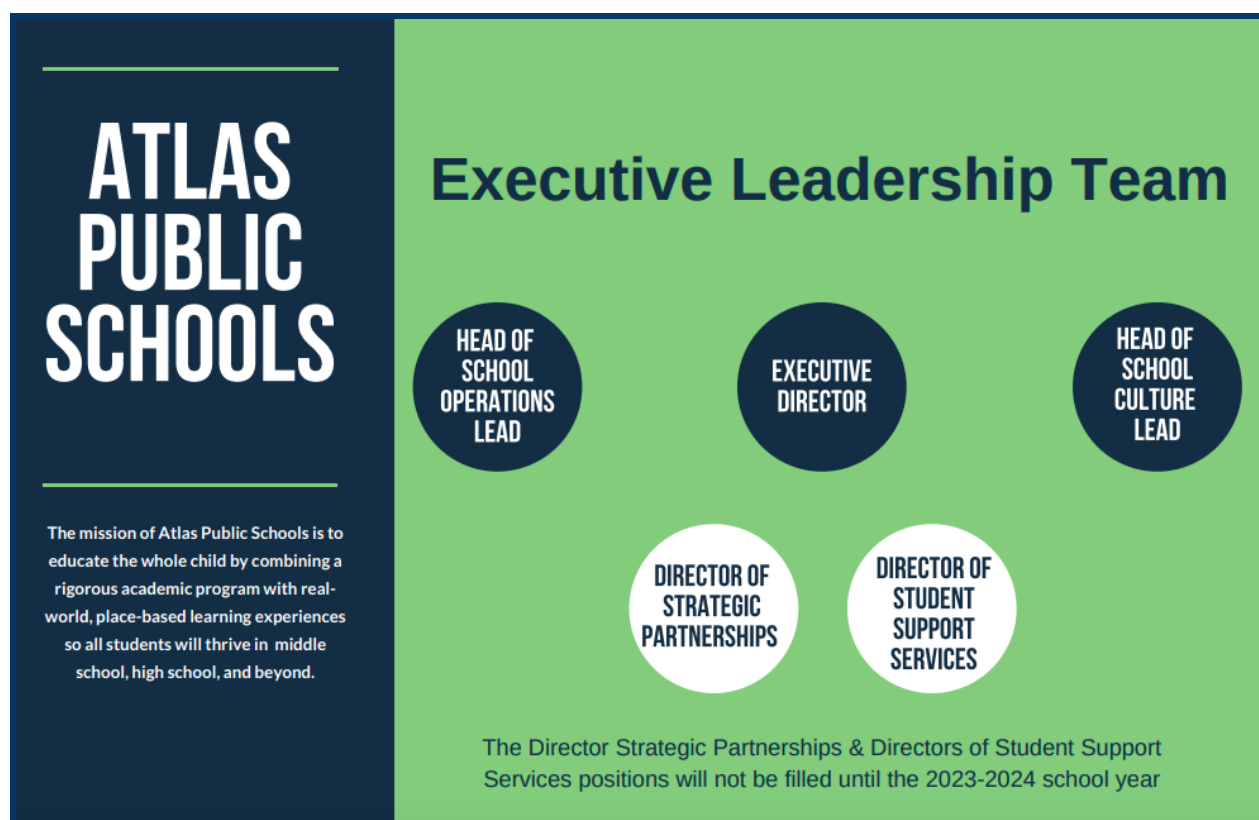 ATLAS
PUBLIC
SCHOOLS
The mission of Atlas Public Schools is to
educate the whole child by combining a
rigorous academic program with real-
world, place-based learning experiences
so all students will thrive in middle
school, high school, and beyond.
Executive Leadership Team
HEAD OF
SCHOOL
OPERATIONS
LEAD
EXECUTIVE
DIRECTOR
HEAD OF
SCHOOL
CULTURE
LEAD
DIRECTOR OF
STRATEGIC
PARTNERSHIPS
DIRECTOR OF
STUDENT
SUPPORT
SERVICES
The Director Strategic Partnerships & Directors of Student Support
Services positions will not be filled until the 2023-2024 school year